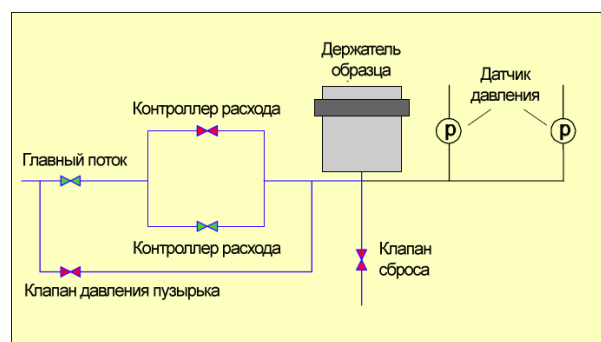 Держатель
образца
Датчик
давления
Контроллер расхода
p
p
Главный поток
Контроллер расхода
Клапан
сброса
Клапан давления пузырька